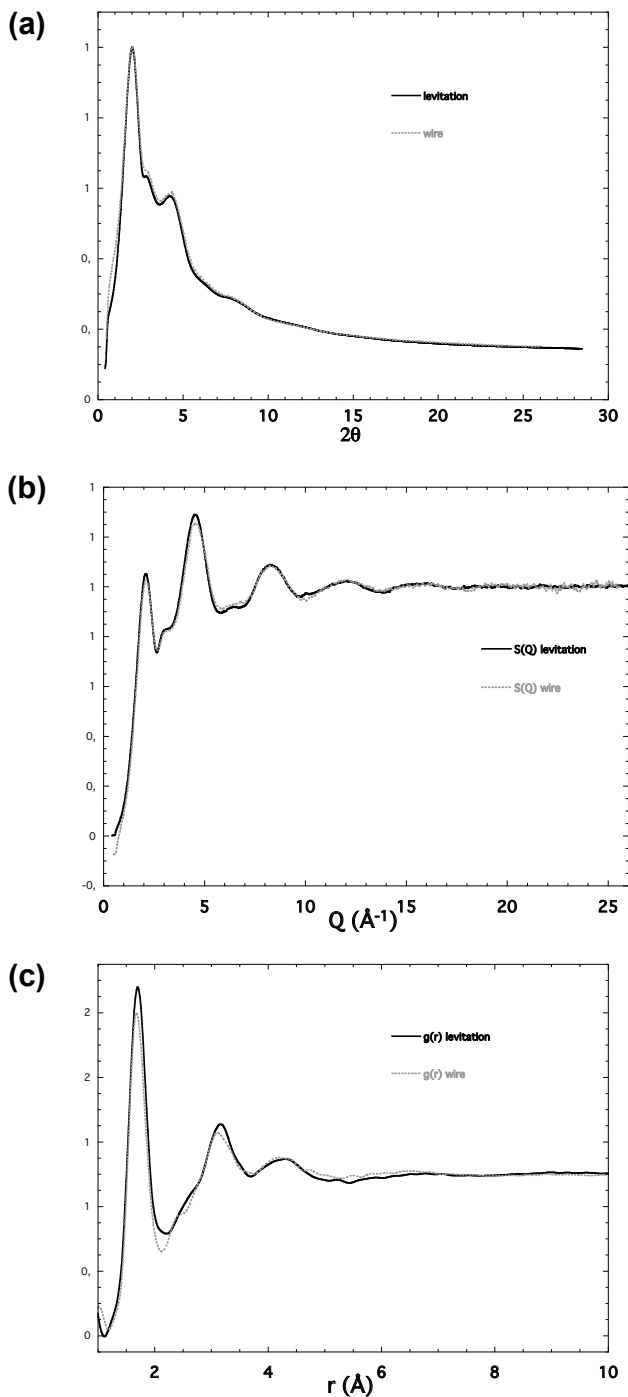 (a)
1
levitation
1
wire
1
0,
0,
0
0 5 10 15 20 25 30
2θ
(b)
1
1
1
S(Q) levitation
1
S(Q) wire
0,
0,
0
-0,
0 5 10 15 20 25
Q (Å-1)
(c)
2
g(r) levitation
2
g(r) wire
1
1
0,
0
2 4 6 8 10
r (Å)